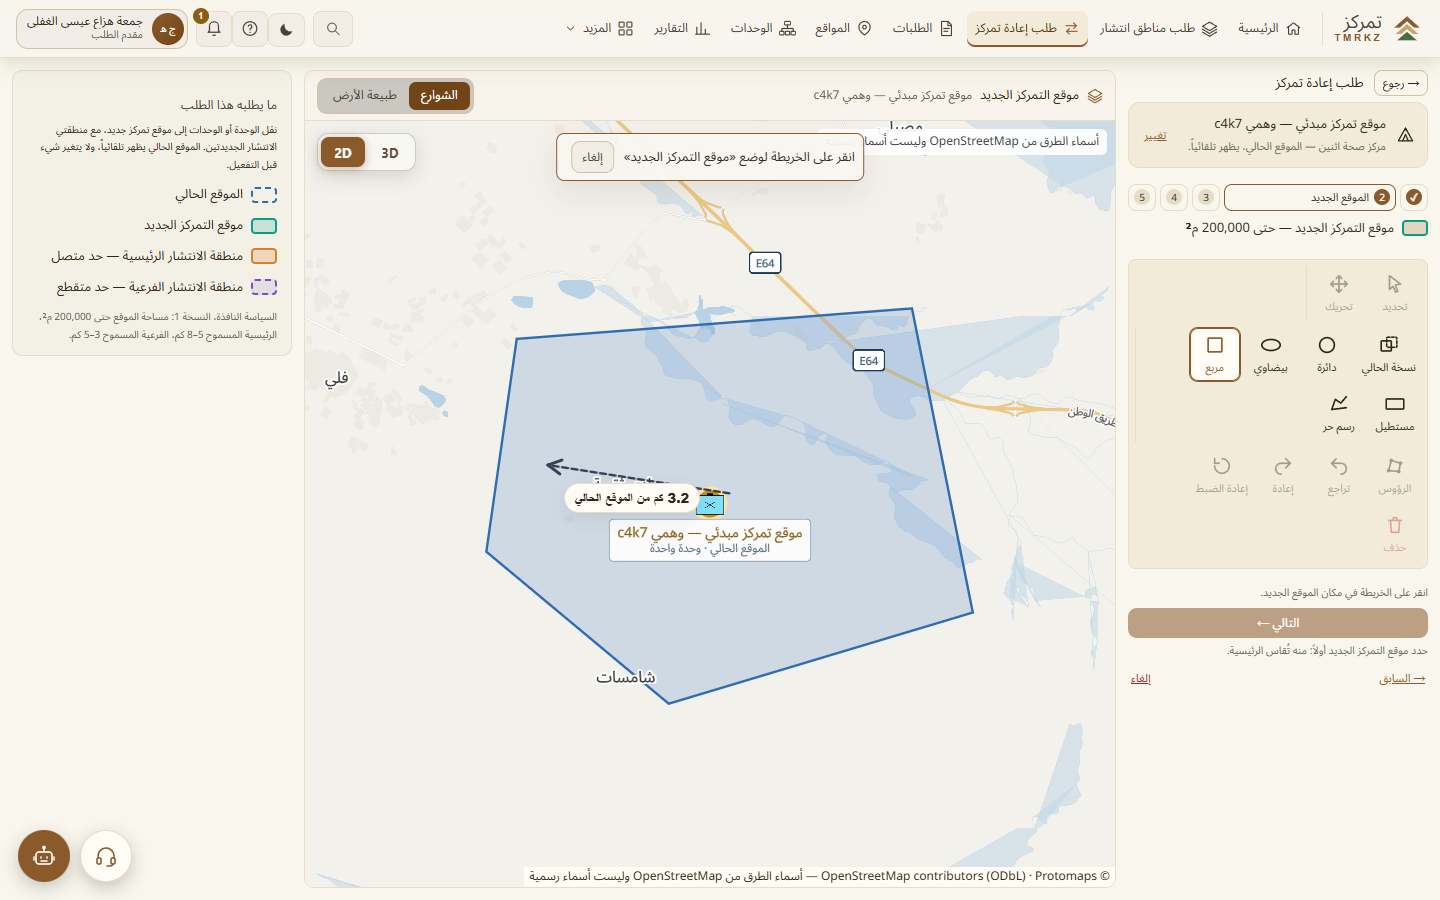 تمركز
TMRKZ
الرئيسية
طلب مناطق انتشار
طلب إعادة تمركز
الطلبات
المواقع
الوحدات
التقارير
المزيد
1
جمعة هزاع عيسى الغفلي
مقدم الطلب
ج ه
→ رجوع
طلب إعادة تمركز
موقع تمركز مبدئي — وهمي c4k7
مركز صحة اثنين — الموقع الحالي، يظهر تلقائياً.
تغيير
2 الموقع الجديد
3
4
5
موقع التمركز الجديد — حتى 200,000 م²
تحديد
تحريك
نسخة الحالي
دائرة
بيضاوي
مربع
مستطيل
رسم حر
الرؤوس
تراجع
إعادة
إعادة الضبط
حذف
انقر على الخريطة في مكان الموقع الجديد.
التالي ←
حدد موقع التمركز الجديد أولاً: منه تُقاس الرئيسية.
→ السابق
إلغاء
موقع التمركز الجديد
موقع تمركز مبدئي — وهمي c4k7
الشوارع
طبيعة الأرض
أسماء الطرق من OpenStreetMap وليست أسماء رسمية
انقر على الخريطة لوضع «موقع التمركز الجديد»
إلغاء
2D
3D
E64
E64
فلي
طريق الوطن
3.2 كم من الموقع الحالي
موقع تمركز مبدئي — وهمي c4k7
الموقع الحالي · وحدة واحدة
شامسات
© OpenStreetMap contributors (ODbL) · Protomaps — أسماء الطرق من OpenStreetMap وليست أسماء رسمية
ما يطلبه هذا الطلب
نقل الوحدة أو الوحدات إلى موقع تمركز جديد، مع منطقتي
الانتشار الجديدتين. الموقع الحالي يظهر تلقائياً، ولا يتغير شيء
قبل التفعيل.
الموقع الحالي
موقع التمركز الجديد
منطقة الانتشار الرئيسية — حد متصل
منطقة الانتشار الفرعية — حد متقطع
السياسة النافذة، النسخة 1: مساحة الموقع حتى 200,000 م²،
الرئيسية المسموح 5–8 كم، الفرعية المسموح 3–5 كم.